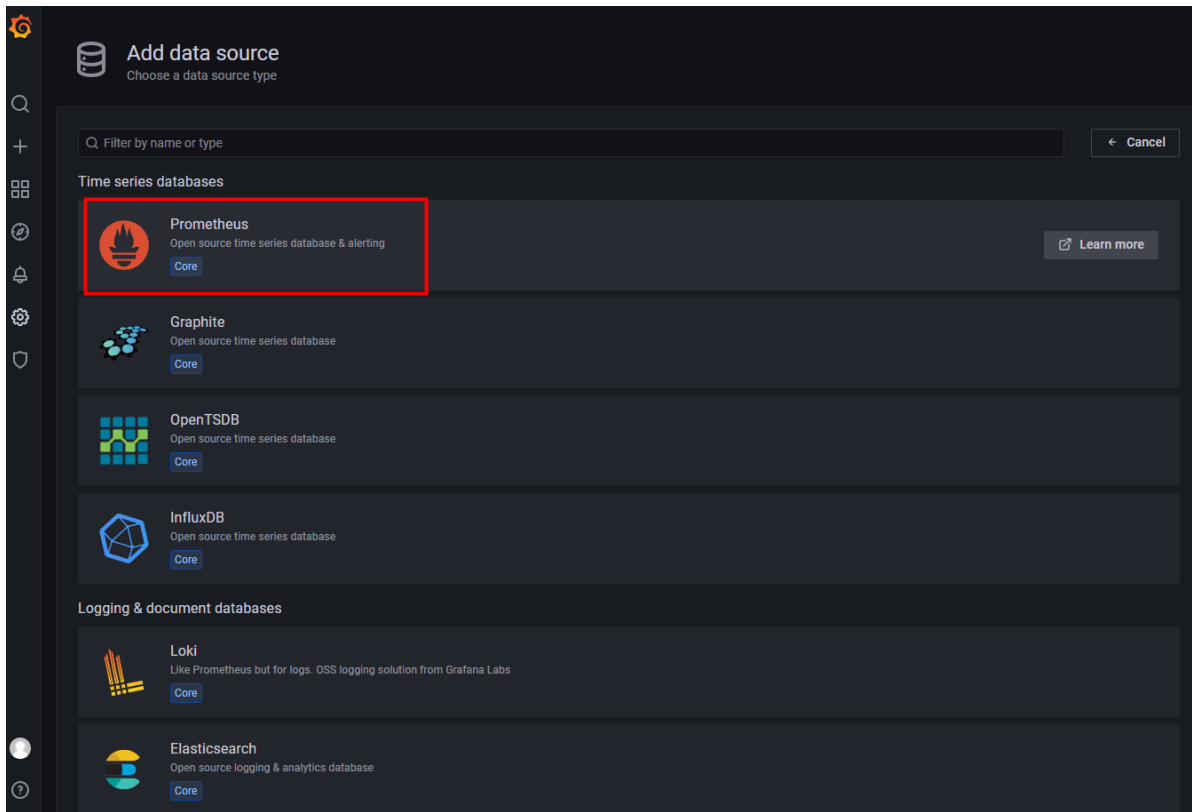 Add data source
Choose a data source type
Filter by name or type
Cancel
Time series databases
Prometheus
Open source time series database & alerting
Core
Learn more
Graphite
Open source time series database
Core
OpenTSDB
Open source time series database
Core
InfluxDB
Open source time series database
Core
Logging & document databases
Loki
Like Prometheus but for logs. OSS logging solution from Grafana Labs
Core
Elasticsearch
Open source logging & analytics database
Core